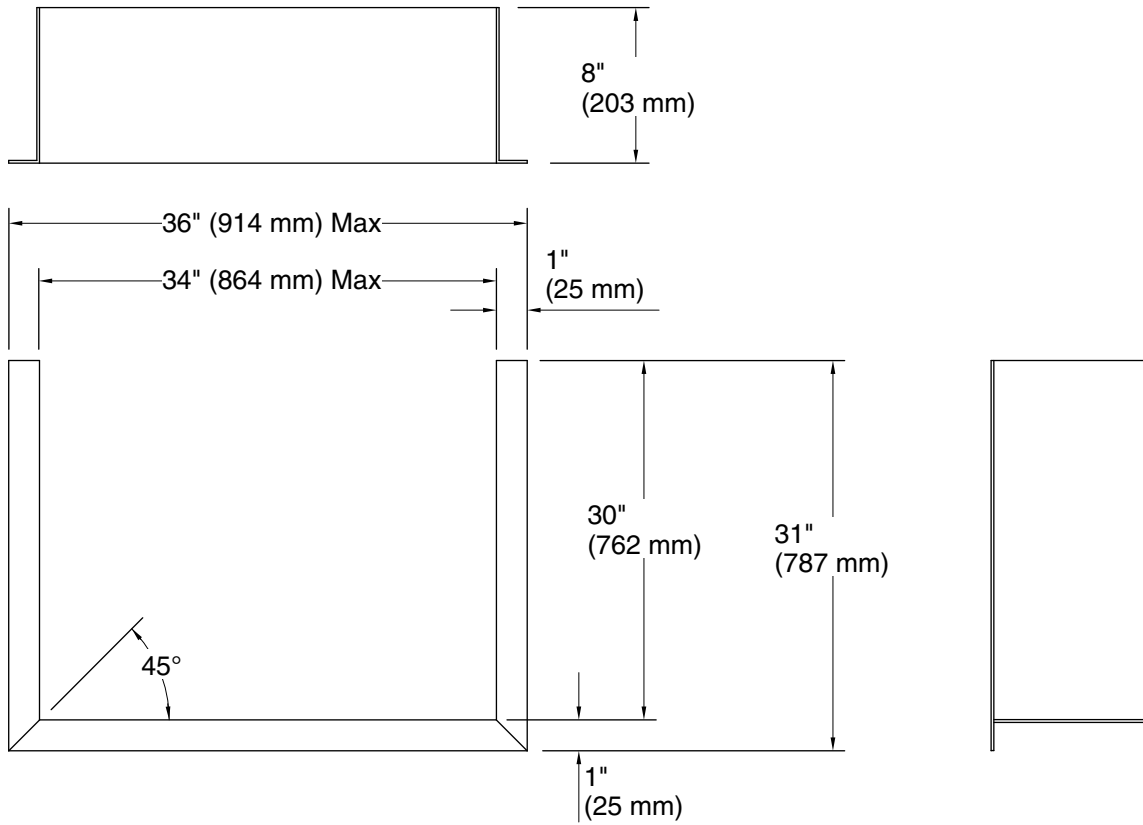 8"
(203 mm)
36" (914 mm) Max
34" (864 mm) Max
1"
(25 mm)
30"
(762 mm)
31"
(787 mm)
45°
1"
(25 mm)